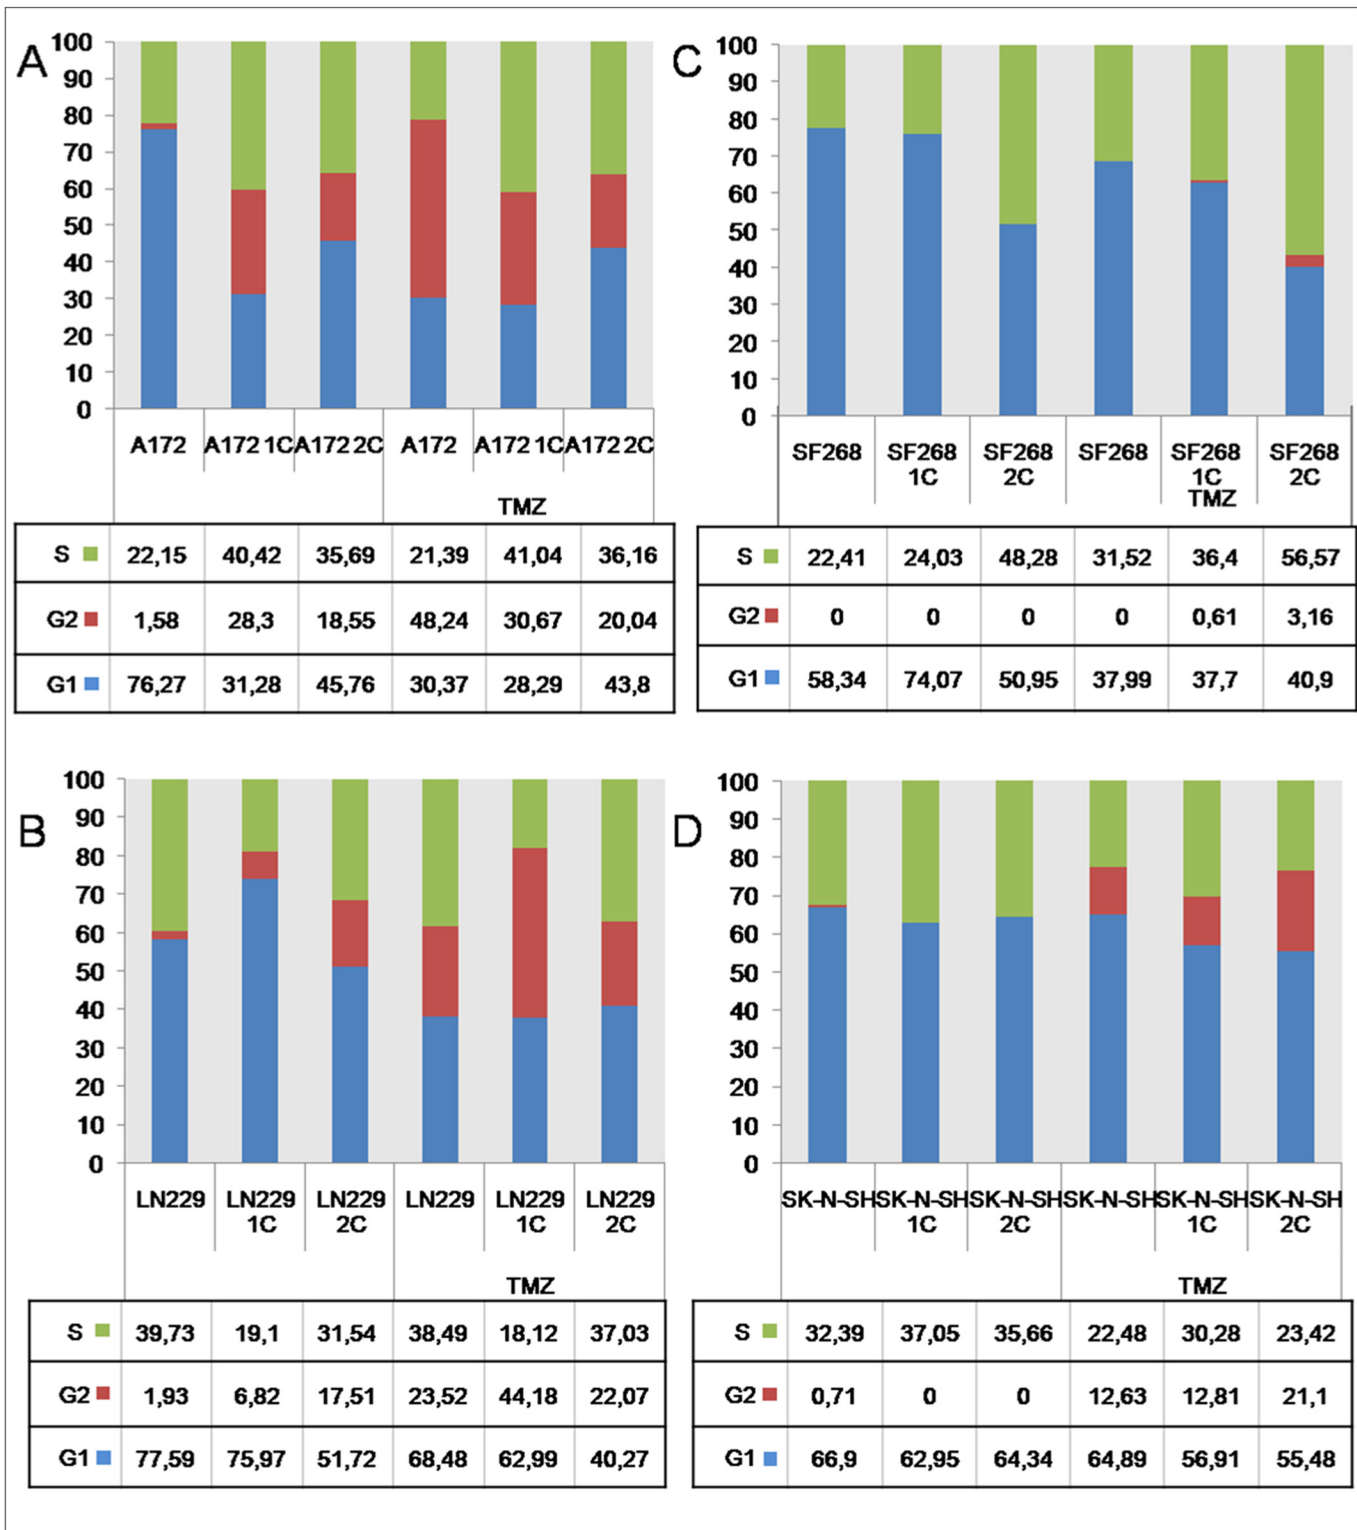 A
100
90
80
70
60
50
40
30
20
10
0
A172 A172 1C A172 2C A172 A172 1C A172 2C
TMZ
S 22,15 40,42 35,69 21,39 41,04 36,16
G2 1,58 28,3 18,55 48,24 30,67 20,04
G1 76,27 31,28 45,76 30,37 28,29 43,8
C
100
90
80
70
60
50
40
30
20
10
0
SF268 SF268 SF268 SF268 SF268 SF268
1C 2C 1C 2C
TMZ
S 22,41 24,03 48,28 31,52 36,4 56,57
G2 0 0 0 0 0,61 3,16
G1 58,34 74,07 50,95 37,99 37,7 40,9
B
100
90
80
70
60
50
40
30
20
10
0
LN229 LN229 LN229 LN229 LN229 LN229
1C 2C 1C 2C
TMZ
S 39,73 19,1 31,54 38,49 18,12 37,03
G2 1,93 6,82 17,51 23,52 44,18 22,07
G1 77,59 75,97 51,72 68,48 62,99 40,27
D
100
90
80
70
60
50
40
30
20
10
0
SK-N-SH SK-N-SH SK-N-SH SK-N-SH SK-N-SH SK-N-SH
1C 2C 1C 2C
TMZ
S 32,39 37,05 35,66 22,48 30,28 23,42
G2 0,71 0 0 12,63 12,81 21,1
G1 66,9 62,95 64,34 64,89 56,91 55,48